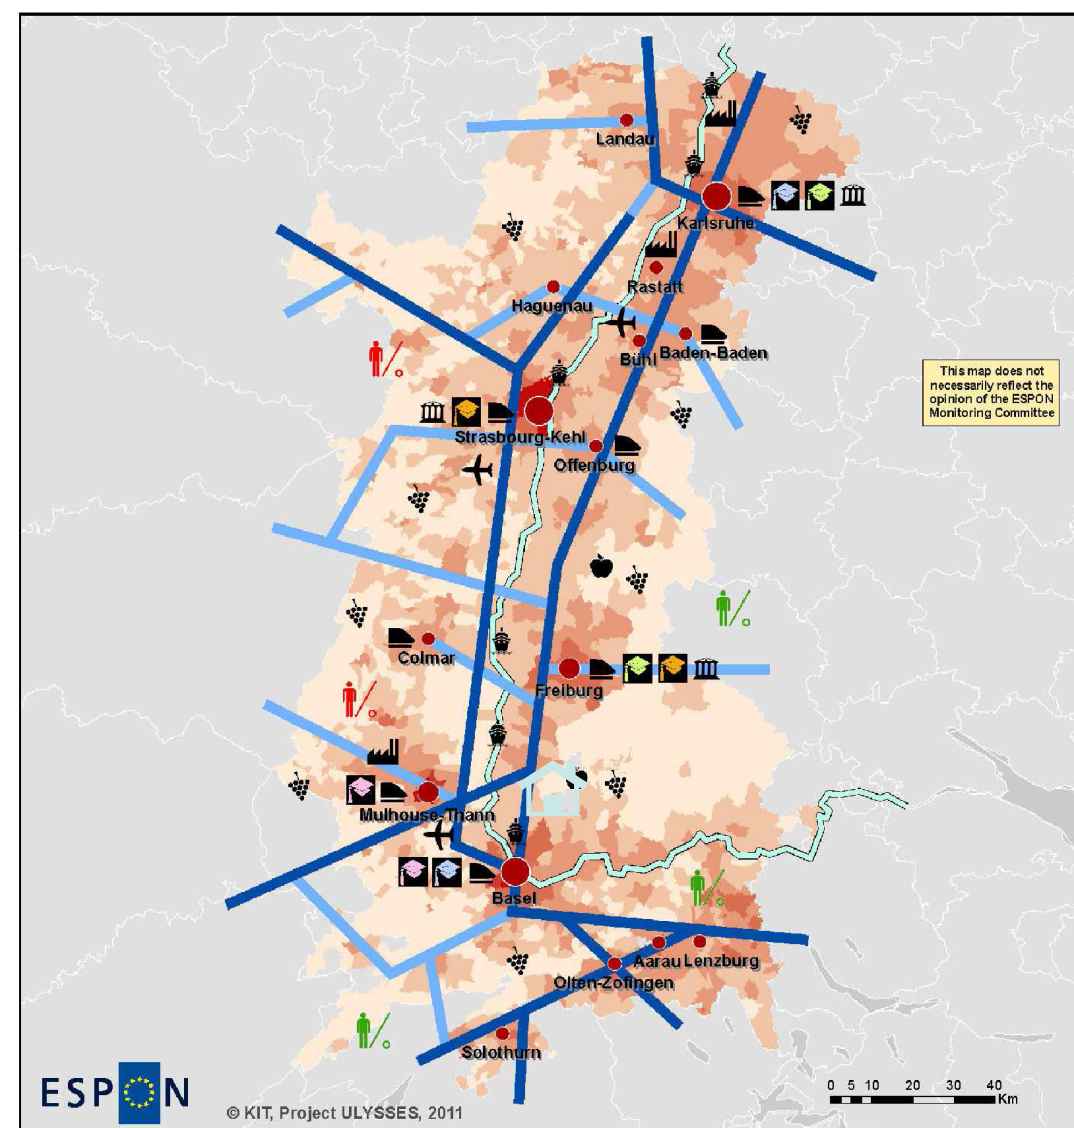 Landau
Karlsruhe
Rastatt
Haguenau
Bühl
Baden-Baden
This map does not
necessarily reflect the
opinion of the ESPON
Monitoring Committee
Strasbourg-Kehl
Offenburg
Colmar
Freiburg
Mulhouse-Thann
Basel
Aarau
Lenzburg
Olten-Zofingen
Solothurn
ESPON
© KIT, Project ULYSSES, 2011
0 5 10 20 30 40
Km